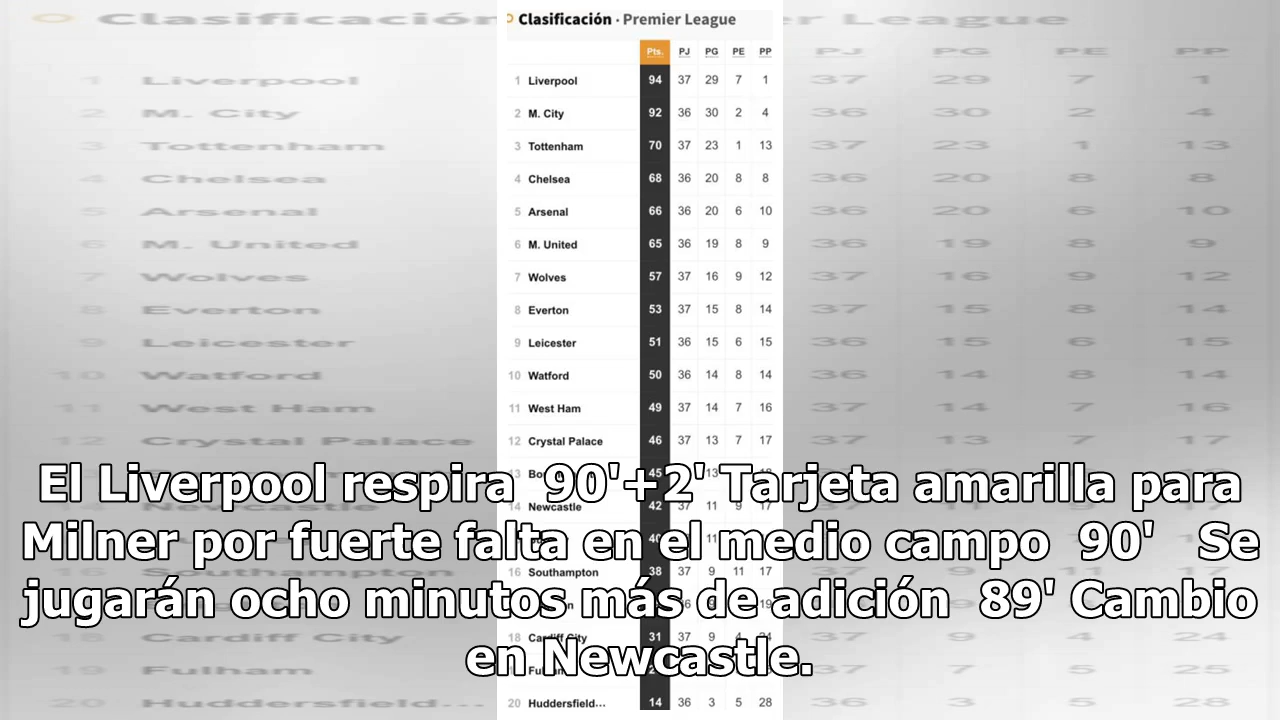 Clasificación · Premier League
Pts. PJ PG PE PP
1 Liverpool 94 37 29 7 1
2 M. City 92 36 30 2 4
3 Tottenham 70 37 23 1 13
4 Chelsea 68 36 20 8 8
5 Arsenal 66 36 20 6 10
6 M. United 65 36 19 8 9
7 Wolves 57 37 16 9 12
8 Everton 53 37 15 8 14
9 Leicester 51 36 15 6 15
10 Watford 50 36 14 8 14
11 West Ham 49 37 14 7 16
12 Crystal Palace 46 37 13 7 17
13 45 13
El Liverpool respira 90'+2' Tarjeta amarilla para
14 Newcastle 42 37 11 9 17
Milner por fuerte falta en el medio campo 90' Se
16 Southampton 38 37 9 11 17
jugarán ocho minutos más de adición 89' Cambio
18 Cardiff City 31 37 9 4 24
en Newcastle.
20 Huddersfield... 14 36 3 5 28